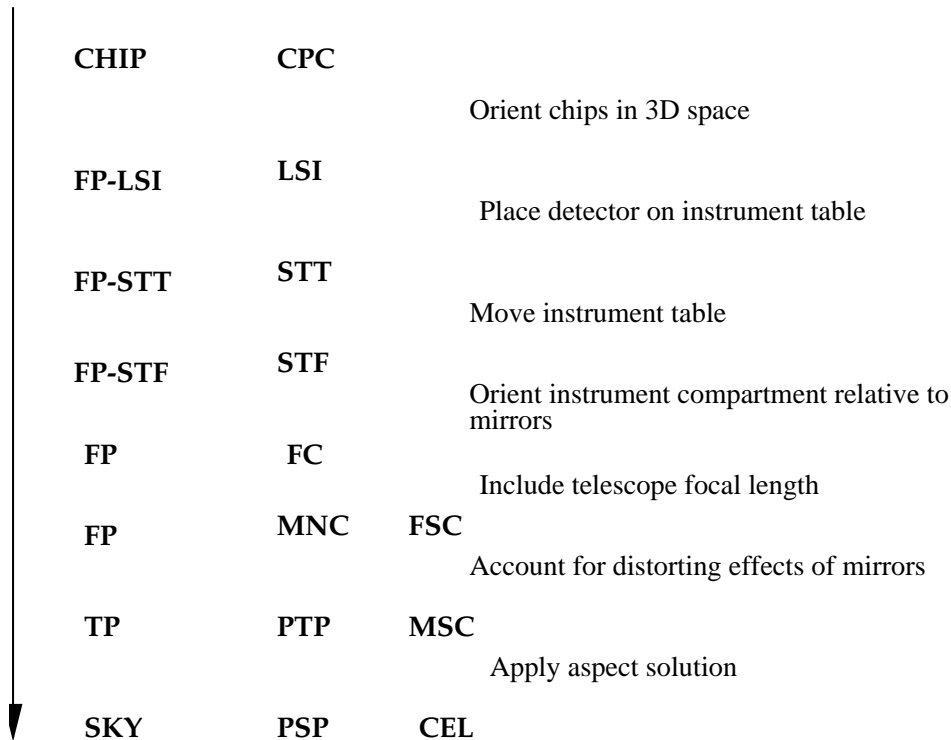 CHIP CPC
Orient chips in 3D space
FP-LSI LSI
Place detector on instrument table
FP-STT STT
Move instrument table
FP-STF STF
Orient instrument compartment relative to
mirrors
FP FC
Include telescope focal length
FP MNC FSC
Account for distorting effects of mirrors
TP PTP MSC
Apply aspect solution
SKY PSP CEL